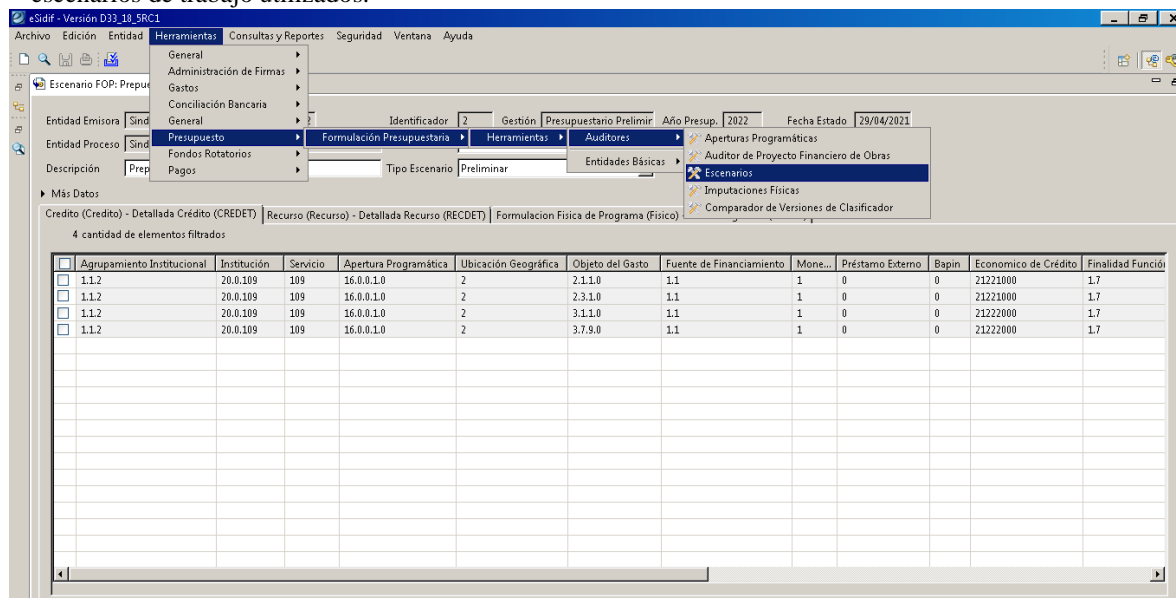 escenarios de trabajo utilizados.
eSidif - Versión D33_18_5RC1
Archivo Edición Entidad Herramientas Consultas y Reportes Seguridad Ventana Ayuda
General
Administración de Firmas
Gastos
Conciliación Bancaria
General
Presupuesto
Fondos Rotatorios
Pagos
Formulación Presupuestaria
Herramientas
Auditores
Entidades Básicas
Aperturas Programáticas
Auditor de Proyecto Financiero de Obras
Escenarios
Imputaciones Físicas
Comparador de Versiones de Clasificador
Escenario FOP: Prepue
Entidad Emisora Sind Identificador 2 Gestión Presupuestario Prelimir Año Presup. 2022 Fecha Estado 29/04/2021
Entidad Proceso Sind
Descripción Prep Tipo Escenario Preliminar
Más Datos
Credito (Credito) - Detallada Crédito (CREDET) Recurso (Recurso) - Detallada Recurso (RECDET) Formulacion Fisica de Programa (Fisico) -
4 cantidad de elementos filtrados
Agrupamiento Institucional Institución Servicio Apertura Programática Ubicación Geográfica Objeto del Gasto Fuente de Financiamiento Mone... Préstamo Externo Bapin Economico de Crédito Finalidad Funció
1.1.2 20.0.109 109 16.0.0.1.0 2 2.1.1.0 1.1 1 0 0 21221000 1.7
1.1.2 20.0.109 109 16.0.0.1.0 2 2.3.1.0 1.1 1 0 0 21221000 1.7
1.1.2 20.0.109 109 16.0.0.1.0 2 3.1.1.0 1.1 1 0 0 21222000 1.7
1.1.2 20.0.109 109 16.0.0.1.0 2 3.7.9.0 1.1 1 0 0 21222000 1.7